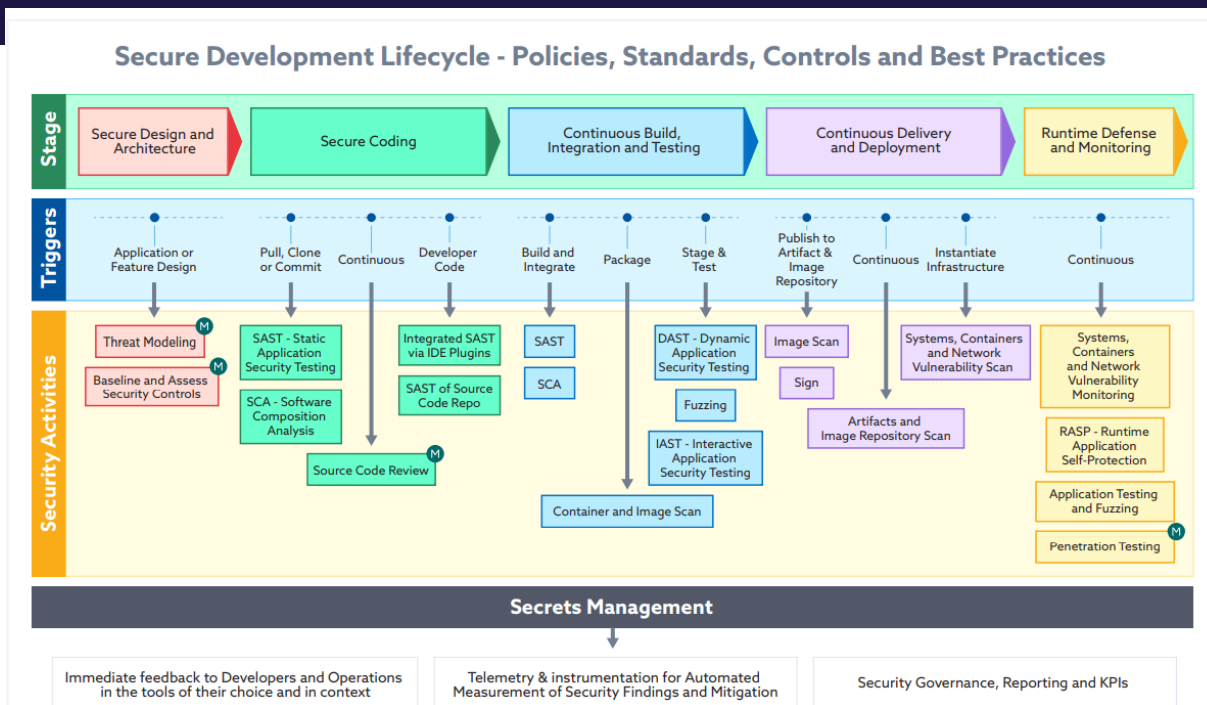 Secure Development Lifecycle - Policies, Standards, Controls and Best Practices
Stage
Secure Design and
Architecture
Secure Coding
Continuous Build,
Integration and Testing
Continuous Delivery
and Deployment
Runtime Defense
and Monitoring
Triggers
Application or
Feature Design
Pull, Clone
or Commit
Continuous
Developer
Code
Build and
Integrate
Package
Stage &
Test
Publish to
Artifact &
Image
Repository
Continuous
Instantiate
Infrastructure
Continuous
Security Activities
Threat Modeling
M
Baseline and Assess
Security Controls
M
SAST - Static
Application
Security Testing
SCA - Software
Composition
Analysis
Source Code Review
M
Integrated SAST
via IDE Plugins
SAST of Source
Code Repo
SAST
SCA
Container and Image Scan
DAST - Dynamic
Application
Security Testing
Fuzzing
IAST - Interactive
Application
Security Testing
Image Scan
Sign
Artifacts and
Image Repository Scan
Systems, Containers
and Network
Vulnerability Scan
Systems,
Containers
and Network
Vulnerability
Monitoring
RASP - Runtime
Application
Self-Protection
Application Testing
and Fuzzing
Penetration Testing
M
Secrets Management
Immediate feedback to Developers and Operations
in the tools of their choice and in context
Telemetry & instrumentation for Automated
Measurement of Security Findings and Mitigation
Security Governance, Reporting and KPIs